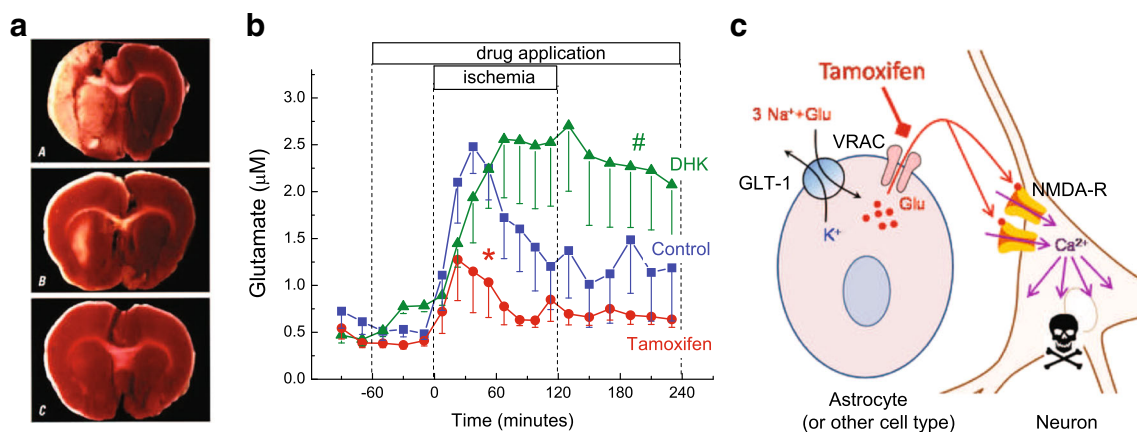 a
A
B
C
b
drug application
ischemia
3.0
2.5
2.0
1.5
1.0
0.5
0.0
Glutamate (μM)
#
DHK
Control
*
Tamoxifen
-60
0
60
120
180
240
Time (minutes)
c
Tamoxifen
3 Na⁺+Glu
VRAC
GLT-1
Glu
K⁺
NMDA-R
Ca²⁺
Astrocyte
(or other cell type)
Neuron